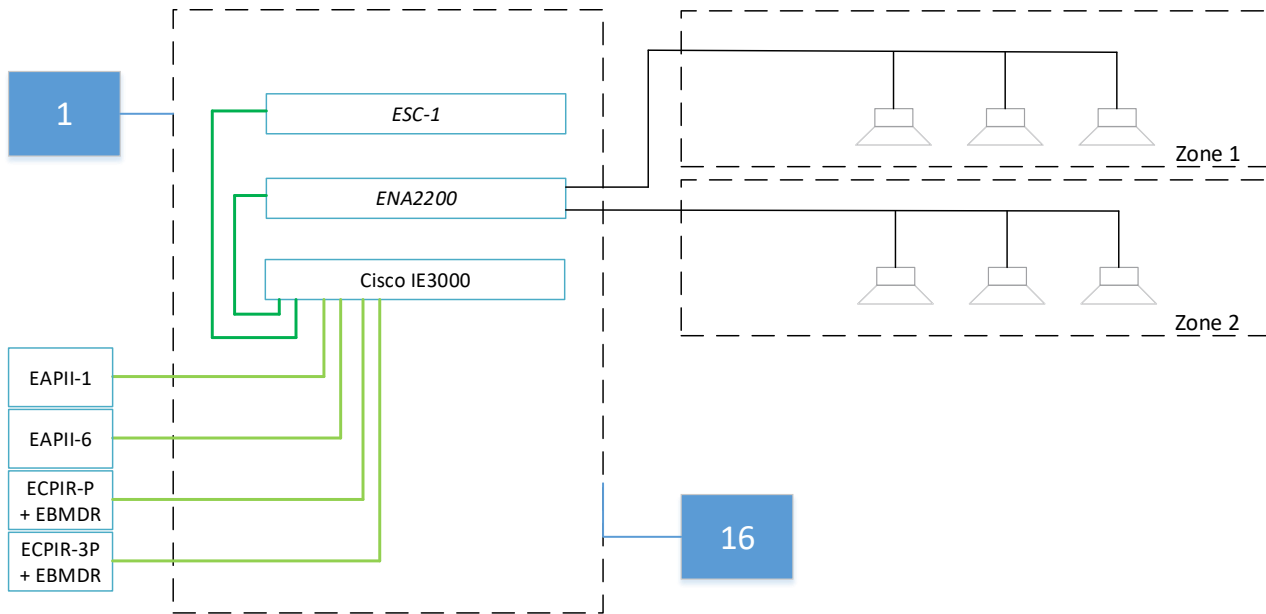 1
ESC-1
ENA2200
Cisco IE3000
Zone 1
Zone 2
EAPII-1
EAPII-6
ECPIR-P
+ EBMDR
ECPIR-3P
+ EBMDR
16